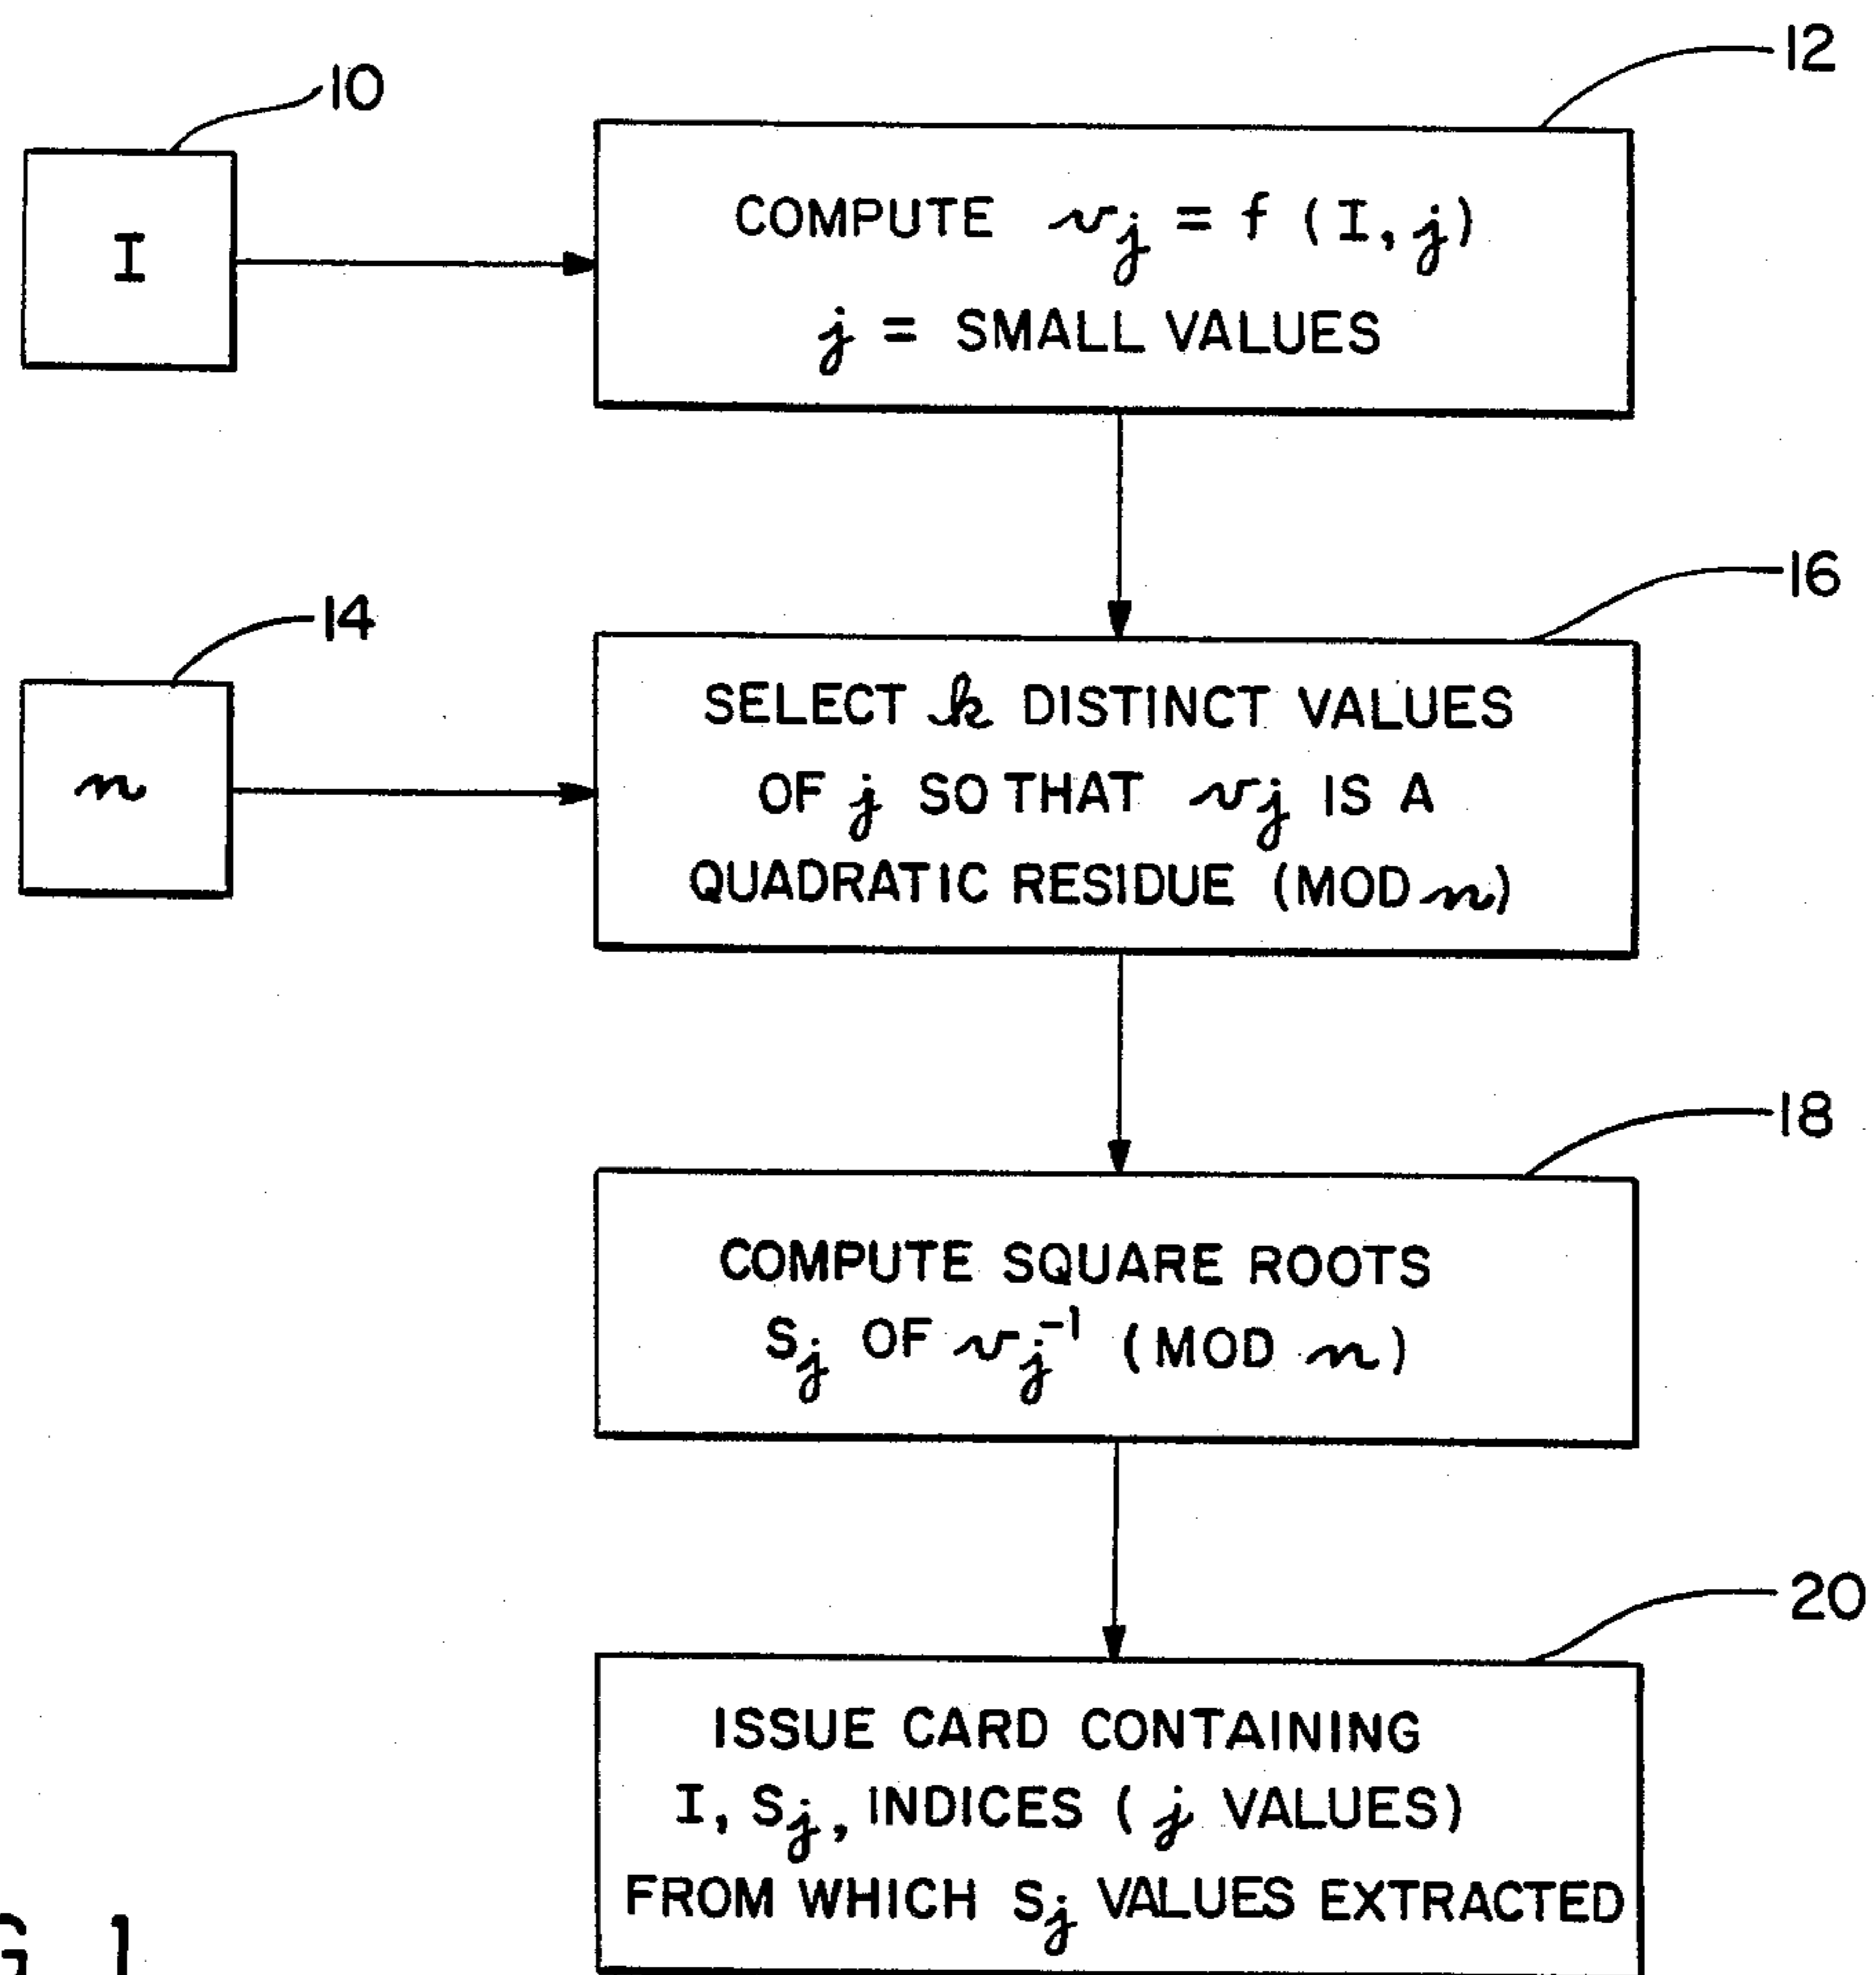 10
12
I
COMPUTE v_j = f (I, j)
j = SMALL VALUES
14
16
n
SELECT k DISTINCT VALUES
OF j SO THAT v_j IS A
QUADRATIC RESIDUE (MOD n)
18
COMPUTE SQUARE ROOTS
S_j OF v_j^-1 (MOD n)
20
ISSUE CARD CONTAINING
I, S_j, INDICES (j VALUES)
FROM WHICH S_j VALUES EXTRACTED
G 1